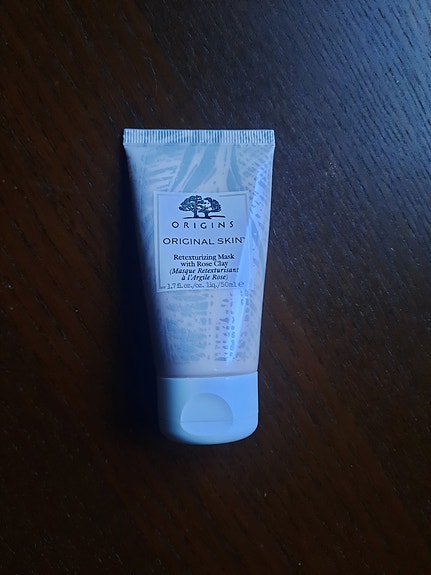 ORIGINS
ORIGINAL SKIN™
Retexturizing Mask
with Rose Clay
(Masque Retexturisant
à l'Argile Rose)
1.7 fl.oz./oz. liq./50ml ℮